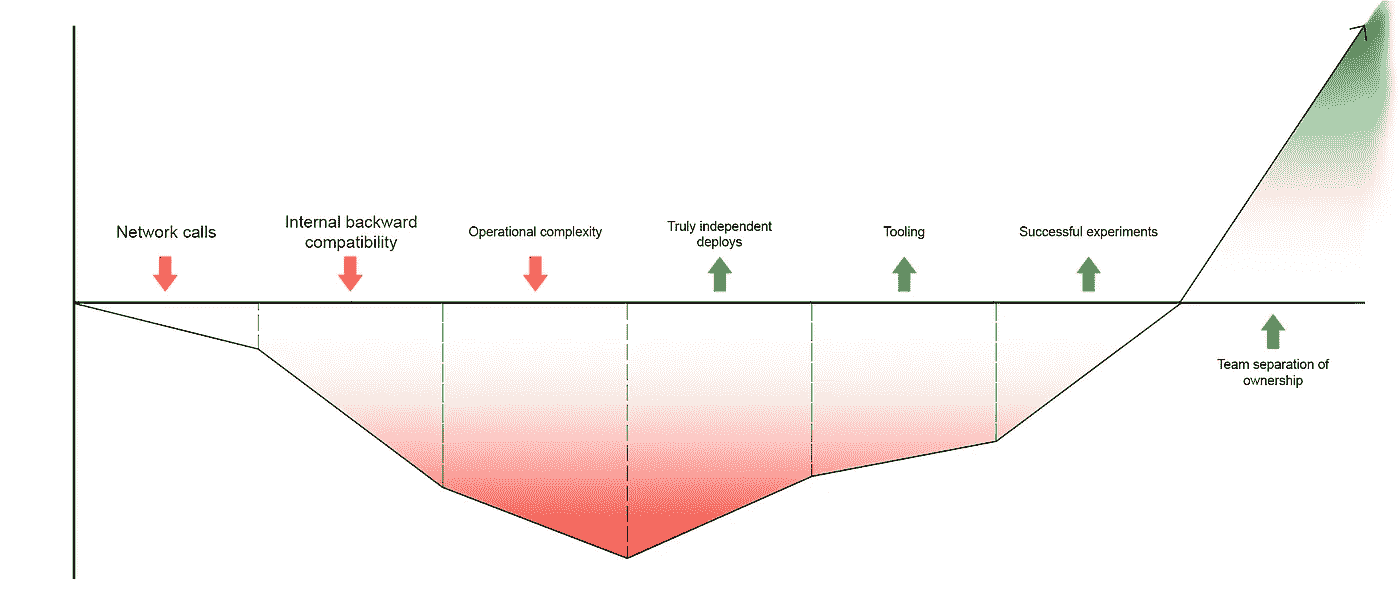 Network calls
Internal backward
compatibility
Operational complexity
Truly independent
deploys
Tooling
Successful experiments
Team separation of
ownership